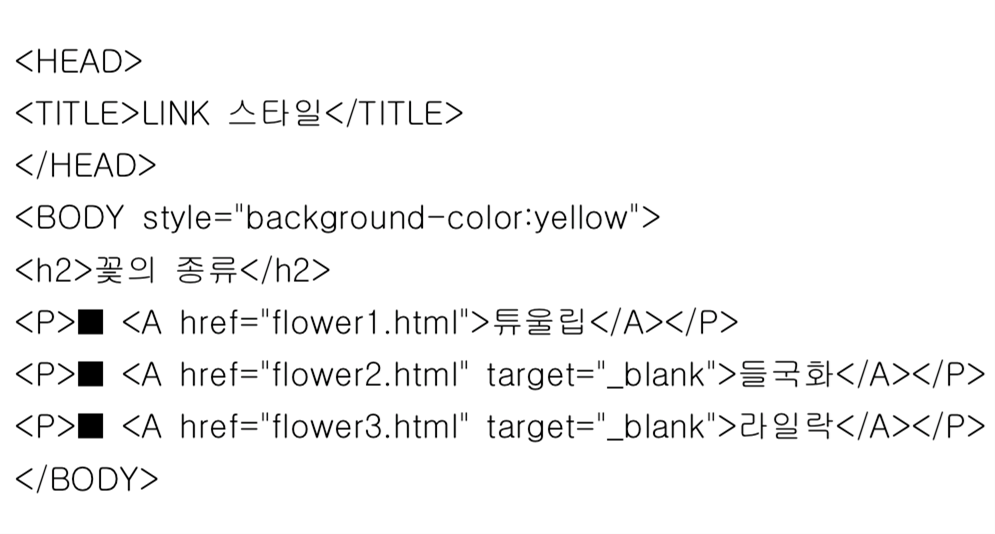 <HEAD>
<TITLE>LINK 스타일</TITLE>
</HEAD>
<BODY style="background-color:yellow">
<h2>꽃의 종류</h2>
<P>■ <A href="flower1.html">튜울립</A></P>
<P>■ <A href="flower2.html" target="_blank">들국화</A></P>
<P>■ <A href="flower3.html" target="_blank">라일락</A></P>
</BODY>